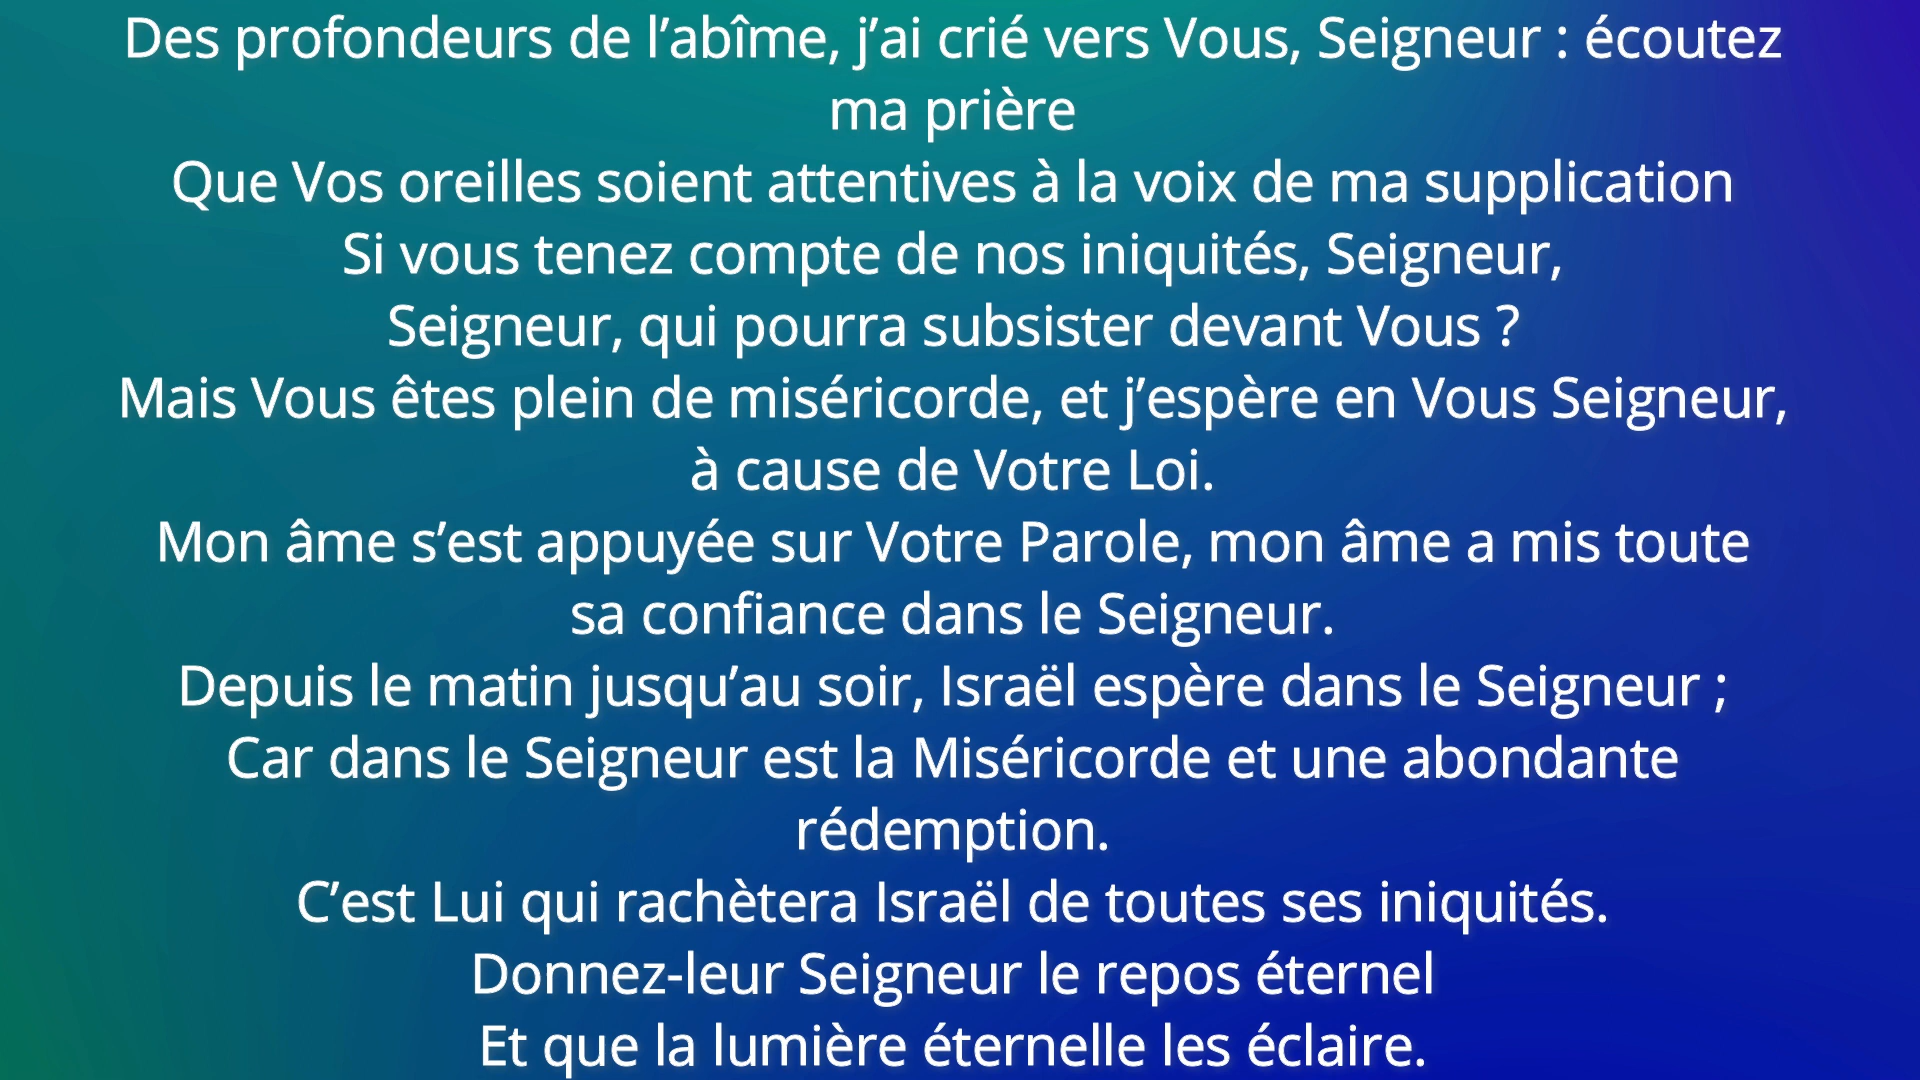 Des profondeurs de l’abîme, j’ai crié vers Vous, Seigneur : écoutez
ma prière
Que Vos oreilles soient attentives à la voix de ma supplication
Si vous tenez compte de nos iniquités, Seigneur,
Seigneur, qui pourra subsister devant Vous ?
Mais Vous êtes plein de miséricorde, et j’espère en Vous Seigneur,
à cause de Votre Loi.
Mon âme s’est appuyée sur Votre Parole, mon âme a mis toute
sa confiance dans le Seigneur.
Depuis le matin jusqu’au soir, Israël espère dans le Seigneur ;
Car dans le Seigneur est la Miséricorde et une abondante
rédemption.
C’est Lui qui rachètera Israël de toutes ses iniquités.
Donnez-leur Seigneur le repos éternel
Et que la lumière éternelle les éclaire.